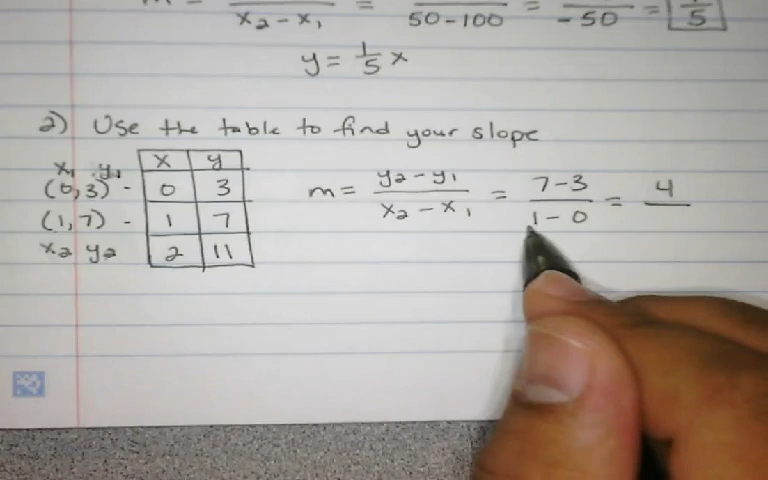 m = / x₂ - x₁ = / 50 - 100 = / -50 = 1/5
y = 1/5 x
2) Use the table to find your slope
x₁ y₁ x y
(0,3) - 0 3 m = y₂ - y₁ / x₂ - x₁ = 7 - 3 / 1 - 0 = 4 /
(1,7) - 1 7
x₂ y₂ 2 11